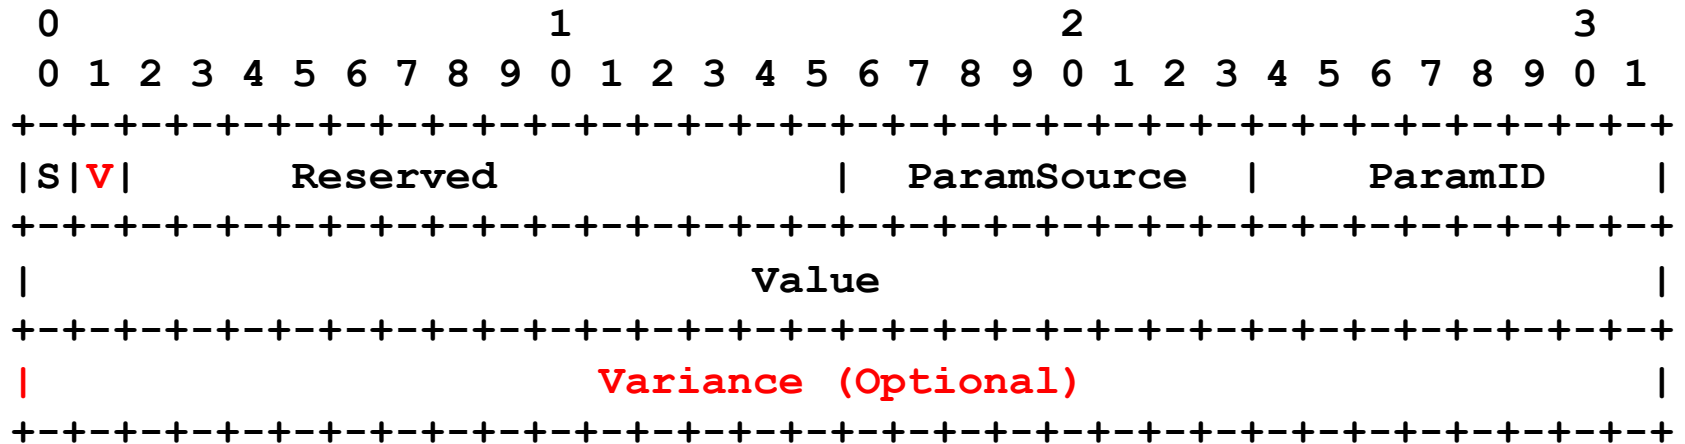 0                   1                   2                   3
 0 1 2 3 4 5 6 7 8 9 0 1 2 3 4 5 6 7 8 9 0 1 2 3 4 5 6 7 8 9 0 1
+-+-+-+-+-+-+-+-+-+-+-+-+-+-+-+-+-+-+-+-+-+-+-+-+-+-+-+-+-+-+-+-+
|S|V|      Reserved             |  ParamSource  |    ParamID    |
+-+-+-+-+-+-+-+-+-+-+-+-+-+-+-+-+-+-+-+-+-+-+-+-+-+-+-+-+-+-+-+-+
|                            Value                              |
+-+-+-+-+-+-+-+-+-+-+-+-+-+-+-+-+-+-+-+-+-+-+-+-+-+-+-+-+-+-+-+-+
|                      Variance (Optional)                      |
+-+-+-+-+-+-+-+-+-+-+-+-+-+-+-+-+-+-+-+-+-+-+-+-+-+-+-+-+-+-+-+-+